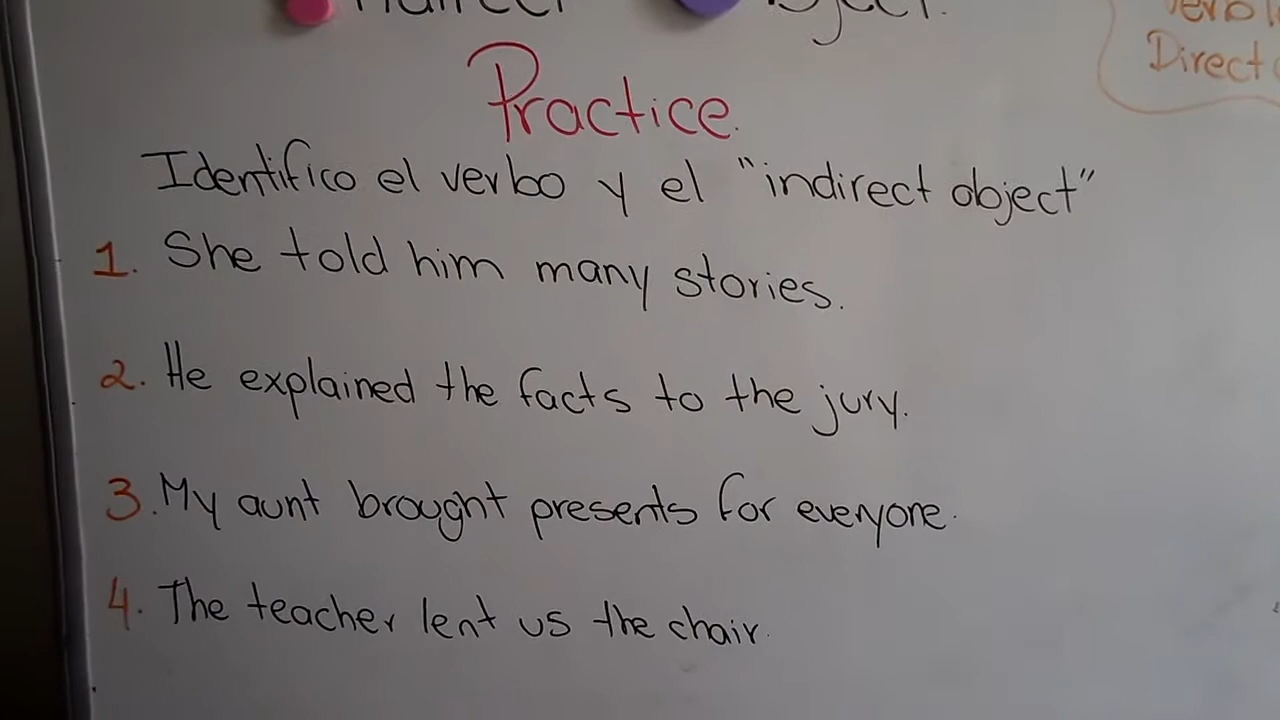 Practice.
Identifico el verbo y el "indirect object"
1. She told him many stories.
2. He explained the facts to the jury.
3. My aunt brought presents for everyone.
4. The teacher lent us the chair.
Direct